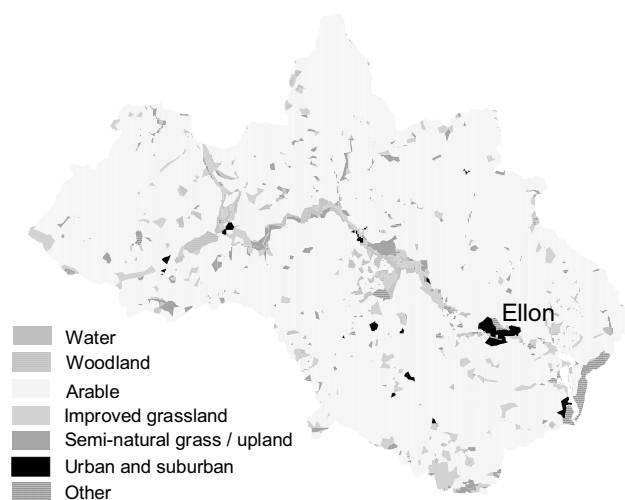 Ellon
Water
Woodland
Arable
Improved grassland
Semi-natural grass / upland
Urban and suburban
Other